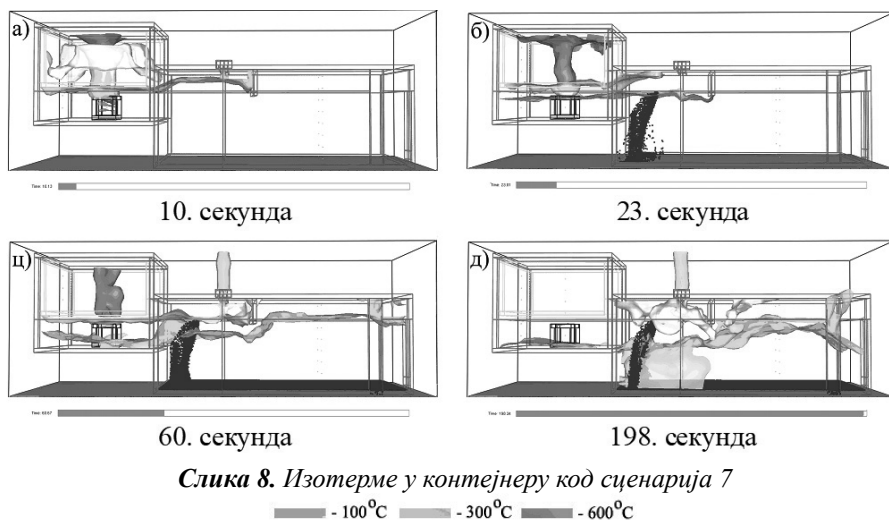 а)
б)
10. секунда
23. секунда
ц)
д)
60. секунда
198. секунда
Слика 8. Изотерме у контејнеру код сценарија 7
- 100°C - 300°C - 600°C